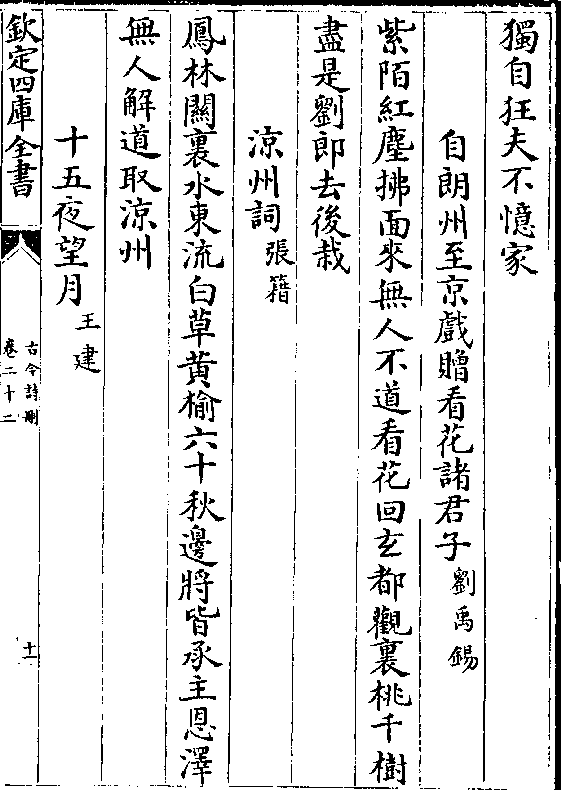 獨自狂夫不憶家
自朗州至京戲贈看花諸君子 劉禹錫
紫陌紅塵拂面來無人不道看花回玄都觀裏桃千樹
盡是劉郎去後栽
涼州詞 張籍
鳳林關裏水東流白草黄榆六十秋邊將皆承主恩澤
無人解道取涼州
十五夜望月 王建
欽定四庫全書
古今詩刪
卷二十二
十一